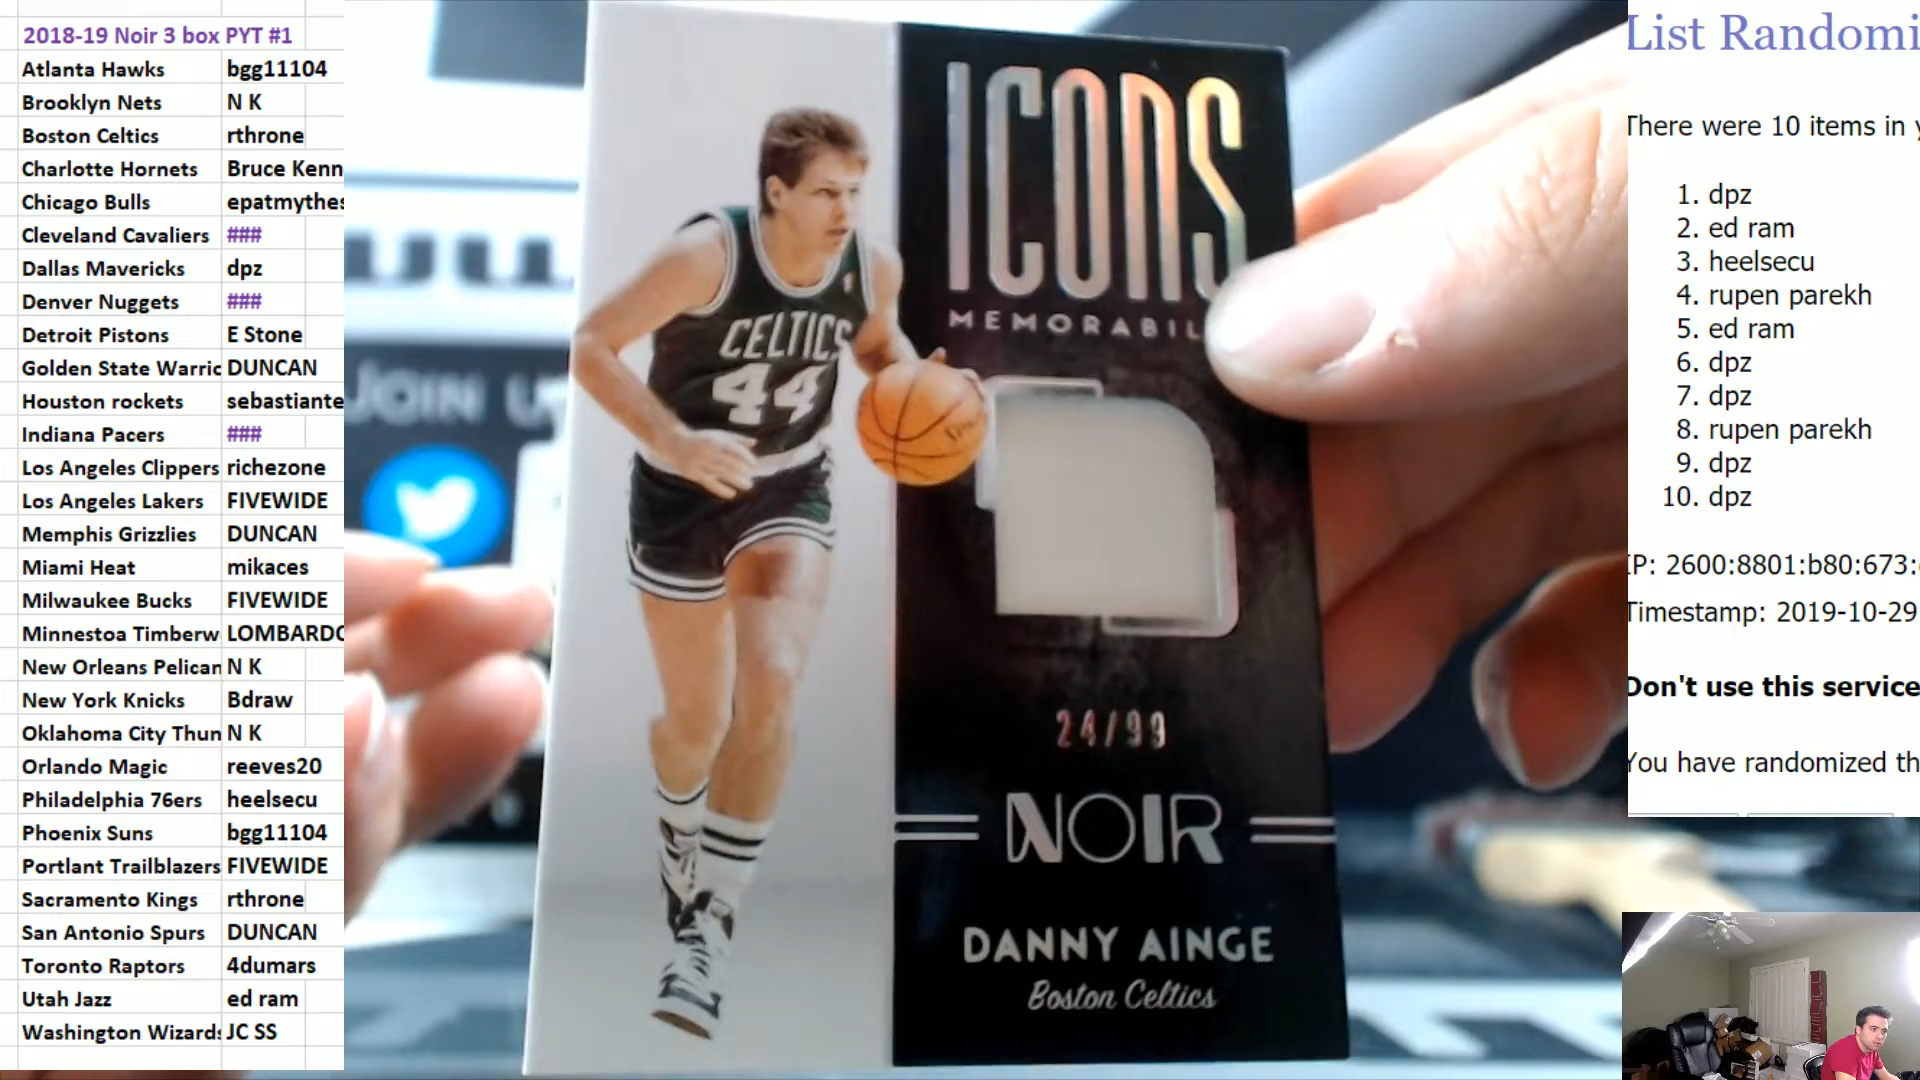 2018-19 Noir 3 box PYT #1
Atlanta Hawks bgg11104
Brooklyn Nets N K
Boston Celtics rthrone
Charlotte Hornets Bruce Kenn
Chicago Bulls epatmythes
Cleveland Cavaliers ###
Dallas Mavericks dpz
Denver Nuggets ###
Detroit Pistons E Stone
Golden State Warric DUNCAN
Houston rockets sebastiante
Indiana Pacers ###
Los Angeles Clippers richezone
Los Angeles Lakers FIVEWIDE
Memphis Grizzlies DUNCAN
Miami Heat mikaces
Milwaukee Bucks FIVEWIDE
Minnestoa Timberw LOMBARDO
New Orleans Pelican N K
New York Knicks Bdraw
Oklahoma City Thun N K
Orlando Magic reeves20
Philadelphia 76ers heelsecu
Phoenix Suns bgg11104
Portlant Trailblazers FIVEWIDE
Sacramento Kings rthrone
San Antonio Spurs DUNCAN
Toronto Raptors 4dumars
Utah Jazz ed ram
Washington Wizards JC SS
JOIN U
ICONS
MEMORABIL
CELTICS
44
24/99
NOIR
DANNY AINGE
Boston Celtics
List Randomi
There were 10 items in y
1. dpz
2. ed ram
3. heelsecu
4. rupen parekh
5. ed ram
6. dpz
7. dpz
8. rupen parekh
9. dpz
10. dpz
IP: 2600:8801:b80:673:
Timestamp: 2019-10-29
Don't use this service
You have randomized th